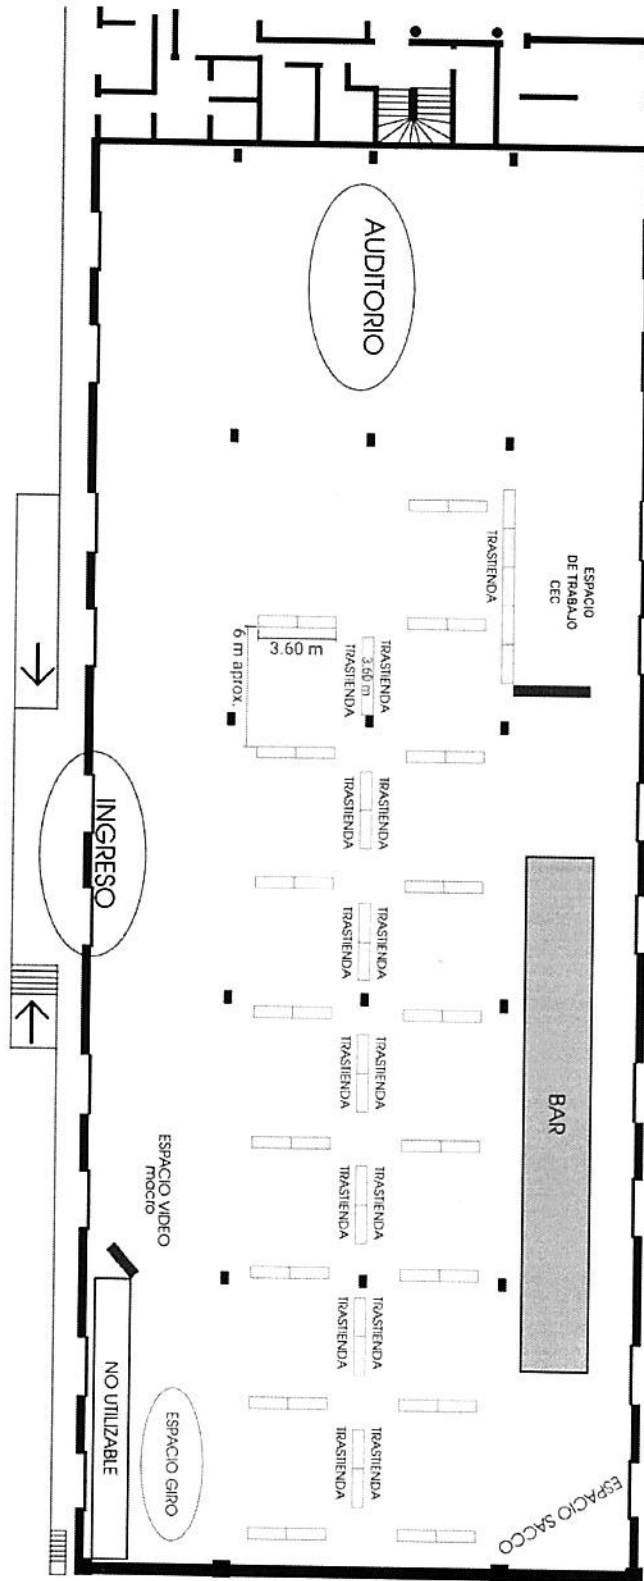 AUDITORIO
TRASTIENDA
ESPACIO
DE TRABAJO
CEC
3.60 m
6 m aprox.
TRASTIENDA
3.60 m
TRASTIENDA
INGRESO
TRASTIENDA
TRASTIENDA
TRASTIENDA
TRASTIENDA
TRASTIENDA
TRASTIENDA
BAR
ESPACIO VIDEO
macro
TRASTIENDA
TRASTIENDA
TRASTIENDA
TRASTIENDA
NO UTILIZABLE
ESPACIO GIRO
TRASTIENDA
TRASTIENDA
ESPACIO SACCO